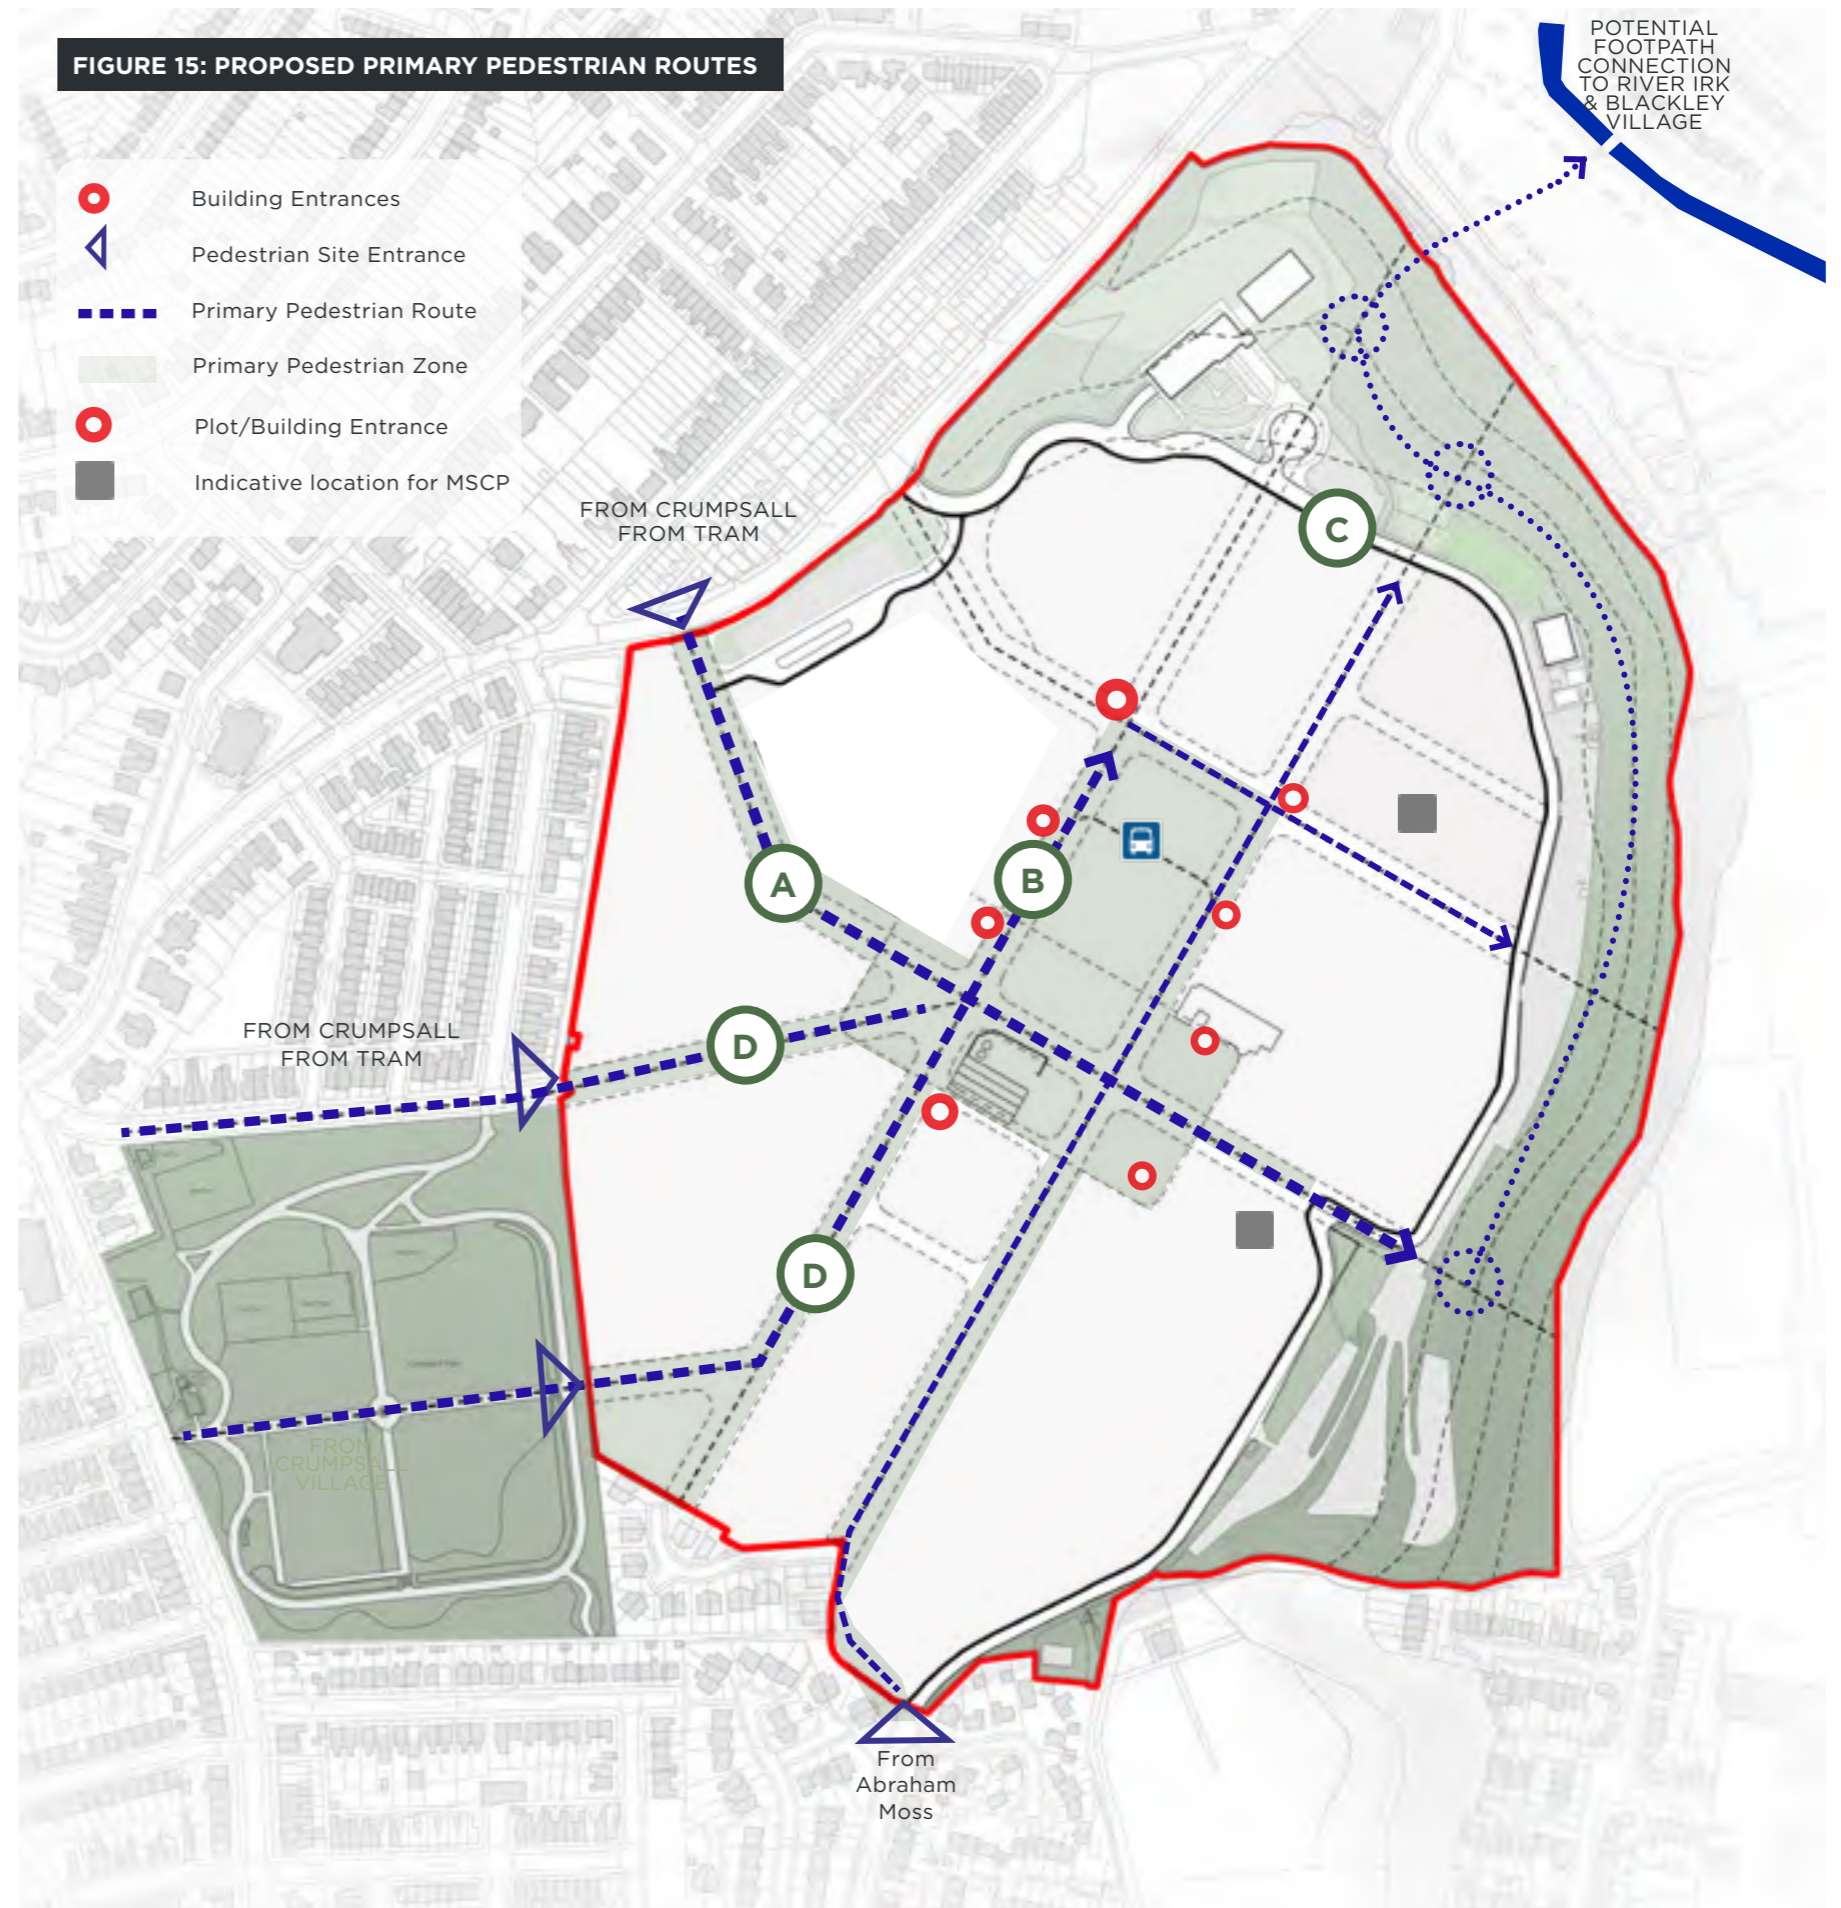 FIGURE 15: PROPOSED PRIMARY PEDESTRIAN ROUTES
POTENTIAL
FOOTPATH
CONNECTION
TO RIVER IRK
& BLACKLEY
VILLAGE
Building Entrances
Pedestrian Site Entrance
Primary Pedestrian Route
Primary Pedestrian Zone
Plot/Building Entrance
Indicative location for MSCP
FROM CRUMPSALL
FROM TRAM
C
A
B
D
FROM CRUMPSALL
FROM TRAM
D
FROM
CRUMPSALL
VILLAGE
From
Abraham
Moss